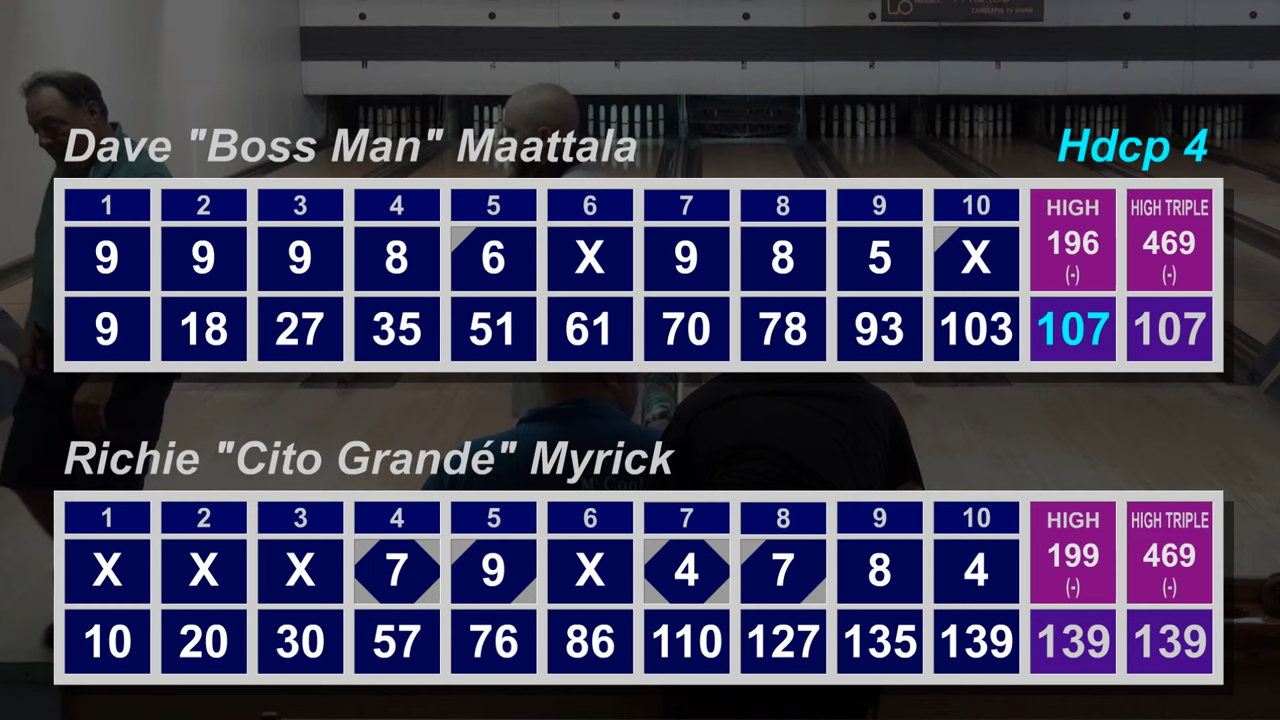 CANDLEPIN TV SHOW
Dave "Boss Man" Maattala
Hdcp 4
1 2 3 4 5 6 7 8 9 10 HIGH HIGH TRIPLE
9 9 9 8 6 X 9 8 5 X 196 469
(-) (-)
9 18 27 35 51 61 70 78 93 103 107 107
Richie "Cito Grandé" Myrick
1 2 3 4 5 6 7 8 9 10 HIGH HIGH TRIPLE
X X X 7 9 X 4 7 8 4 199 469
(-) (-)
10 20 30 57 76 86 110 127 135 139 139 139